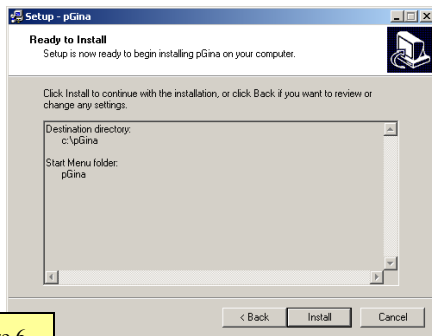 Setup - pGina
Ready to Install
Setup is now ready to begin installing pGina on your computer.
Click Install to continue with the installation, or click Back if you want to review or
change any settings.
Destination directory:
c:\pGina
Start Menu folder:
pGina
< Back
Install
Cancel